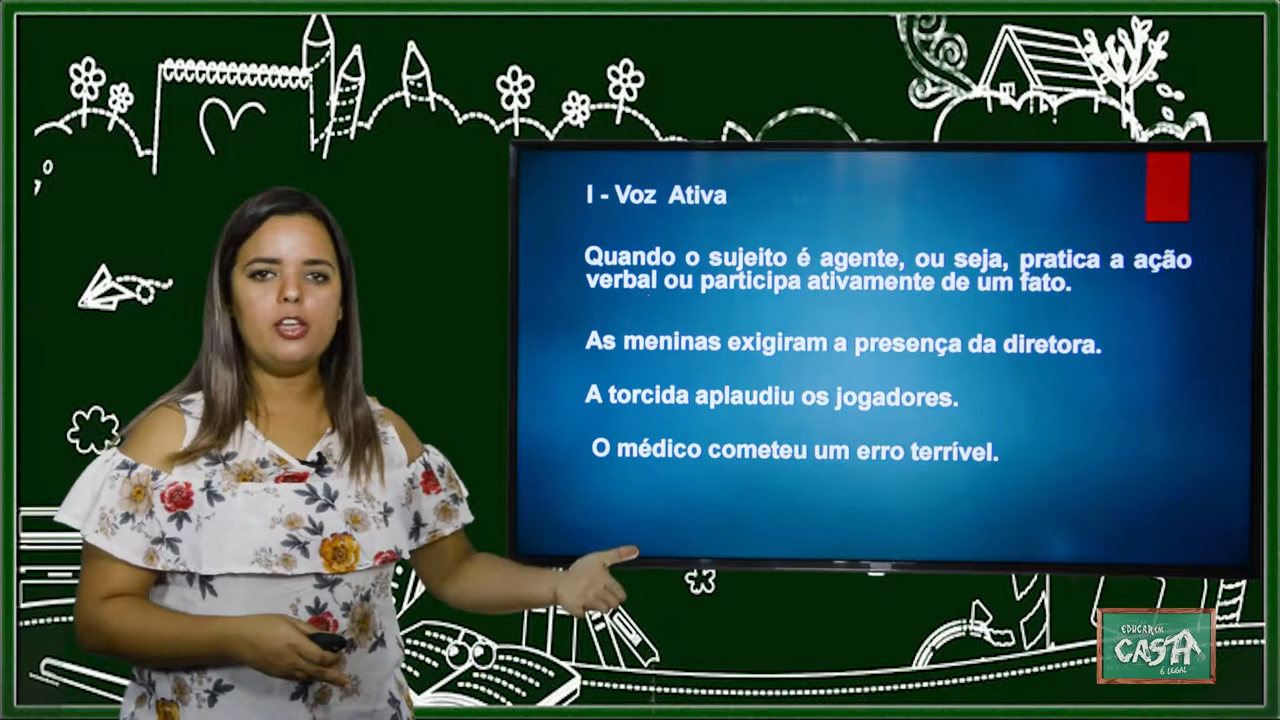 I - Voz Ativa
Quando o sujeito é agente, ou seja, pratica a ação
verbal ou participa ativamente de um fato.
As meninas exigiram a presença da diretora.
A torcida aplaudiu os jogadores.
O médico cometeu um erro terrível.
EDUCAR EM
CASA
É LEGAL